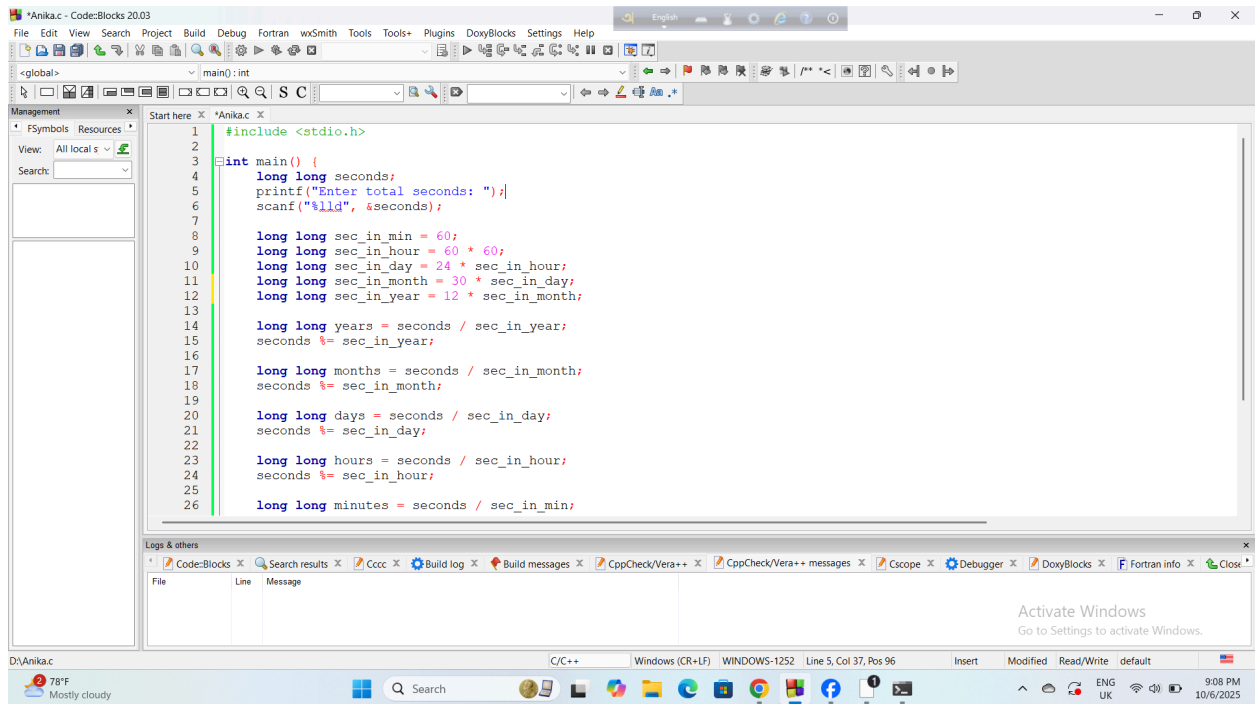 *Anika.c - Code::Blocks 20.03
English
File Edit View Search Project Build Debug Fortran wxSmith Tools Tools+ Plugins DoxyBlocks Settings Help
<global> main() : int
/** *<
S C
Aa .*
Management
Start here X *Anika.c X
FSymbols Resources
View: All local s
Search:
1 #include <stdio.h>
2
3 int main() {
4 long long seconds;
5 printf("Enter total seconds: ");
6 scanf("%lld", &seconds);
7
8 long long sec_in_min = 60;
9 long long sec_in_hour = 60 * 60;
10 long long sec_in_day = 24 * sec_in_hour;
11 long long sec_in_month = 30 * sec_in_day;
12 long long sec_in_year = 12 * sec_in_month;
13
14 long long years = seconds / sec_in_year;
15 seconds %= sec_in_year;
16
17 long long months = seconds / sec_in_month;
18 seconds %= sec_in_month;
19
20 long long days = seconds / sec_in_day;
21 seconds %= sec_in_day;
22
23 long long hours = seconds / sec_in_hour;
24 seconds %= sec_in_hour;
25
26 long long minutes = seconds / sec_in_min;
Logs & others
Code::Blocks X Search results X Cccc X Build log X Build messages X CppCheck/Vera++ X CppCheck/Vera++ messages X Cscope X Debugger X DoxyBlocks X Fortran info X Close
File Line Message
Activate Windows
Go to Settings to activate Windows.
D:\Anika.c C/C++ Windows (CR+LF) WINDOWS-1252 Line 5, Col 37, Pos 96 Insert Modified Read/Write default
2 78°F
Mostly cloudy
Search
1
ENG
UK
9:08 PM
10/6/2025